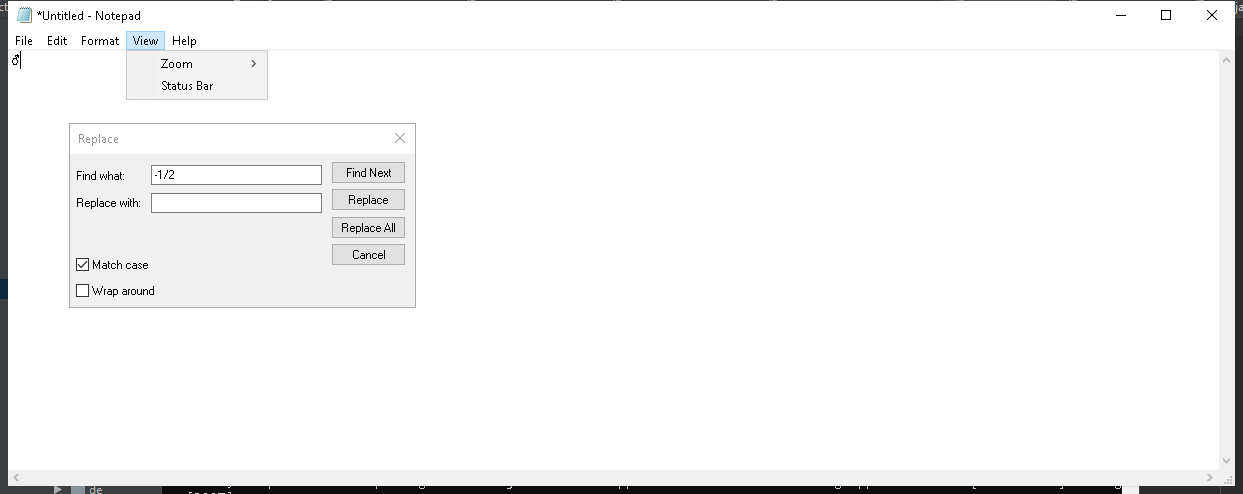 *Untitled - Notepad
File Edit Format View Help
♂
Zoom >
Status Bar
Replace
Find what: -1/2 Find Next
Replace with: Replace
Replace All
Cancel
Match case
Wrap around
de